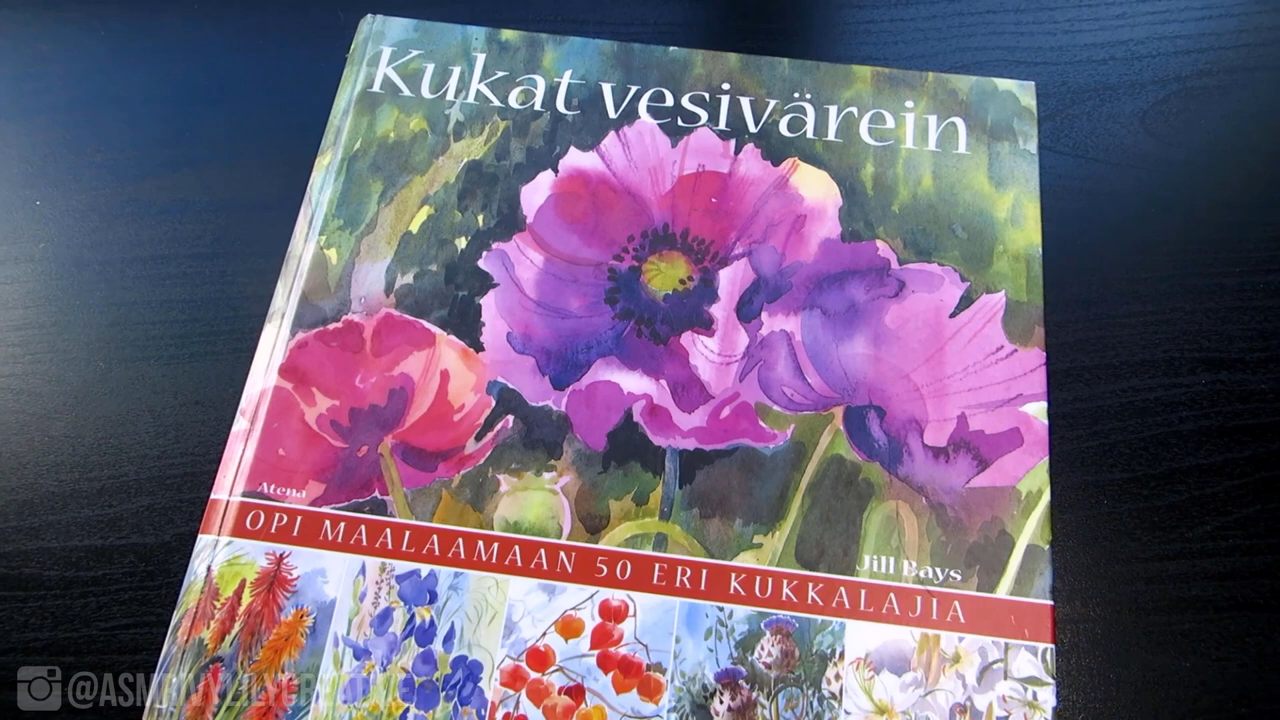 Kukat vesivärein
Atena
Jill Bays
OPI MAALAAMAAN 50 ERI KUKKALAJIA